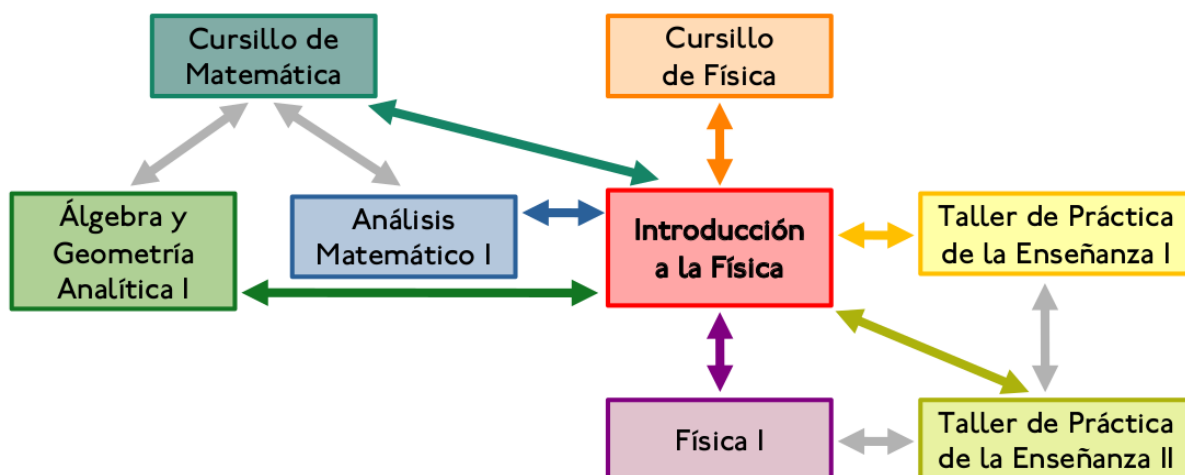 Cursillo de
Matemática
Cursillo
de Física
Álgebra y
Geometría
Analítica I
Análisis
Matemático I
Introducción
a la Física
Taller de Práctica
de la Enseñanza I
Física I
Taller de Práctica
de la Enseñanza II